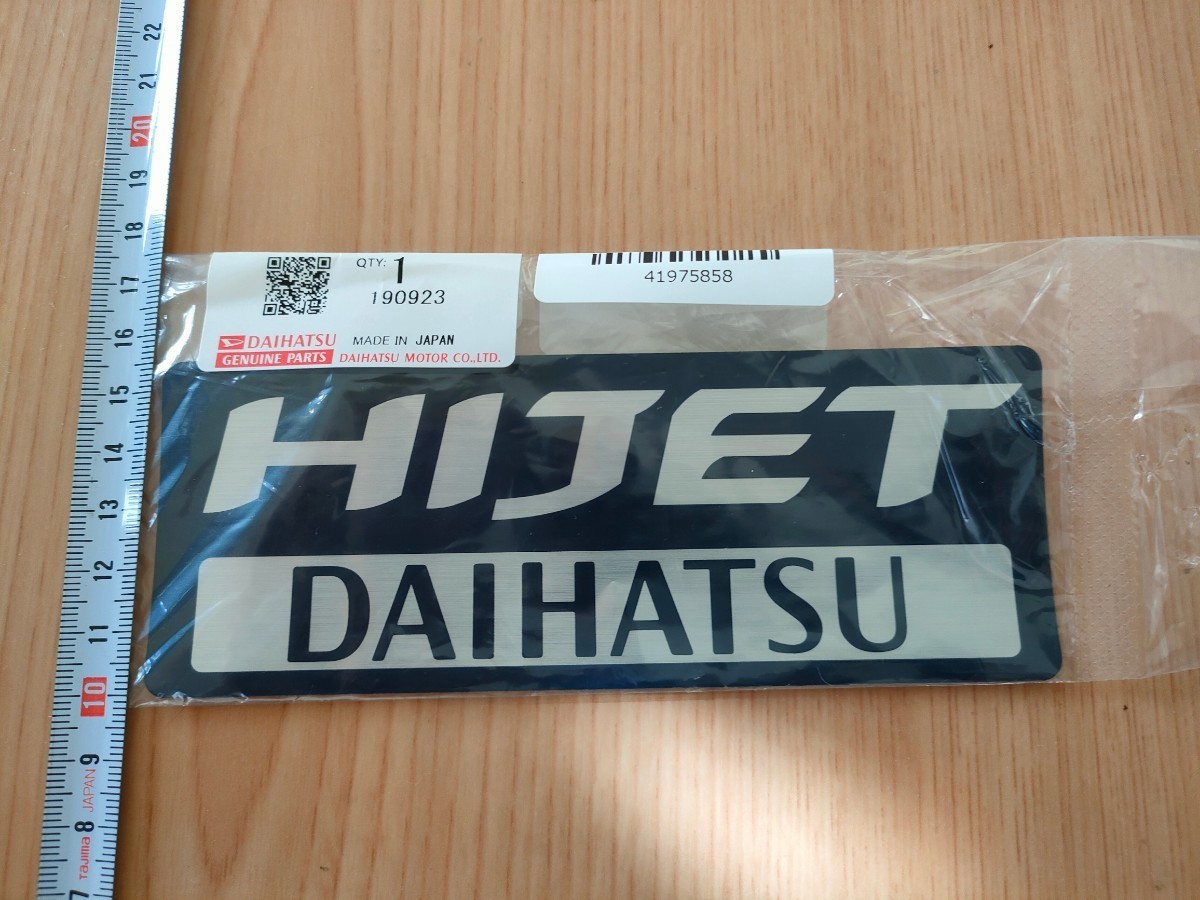 QTY: 1
190923
DAIHATSU
GENUINE PARTS
MADE IN JAPAN
DAIHATSU MOTOR CO.,LTD.
41975858
HIJET
DAIHATSU
22
21
20
19
18
17
16
15
14
13
12
11
10
9
JAPAN
8
Tajima
7